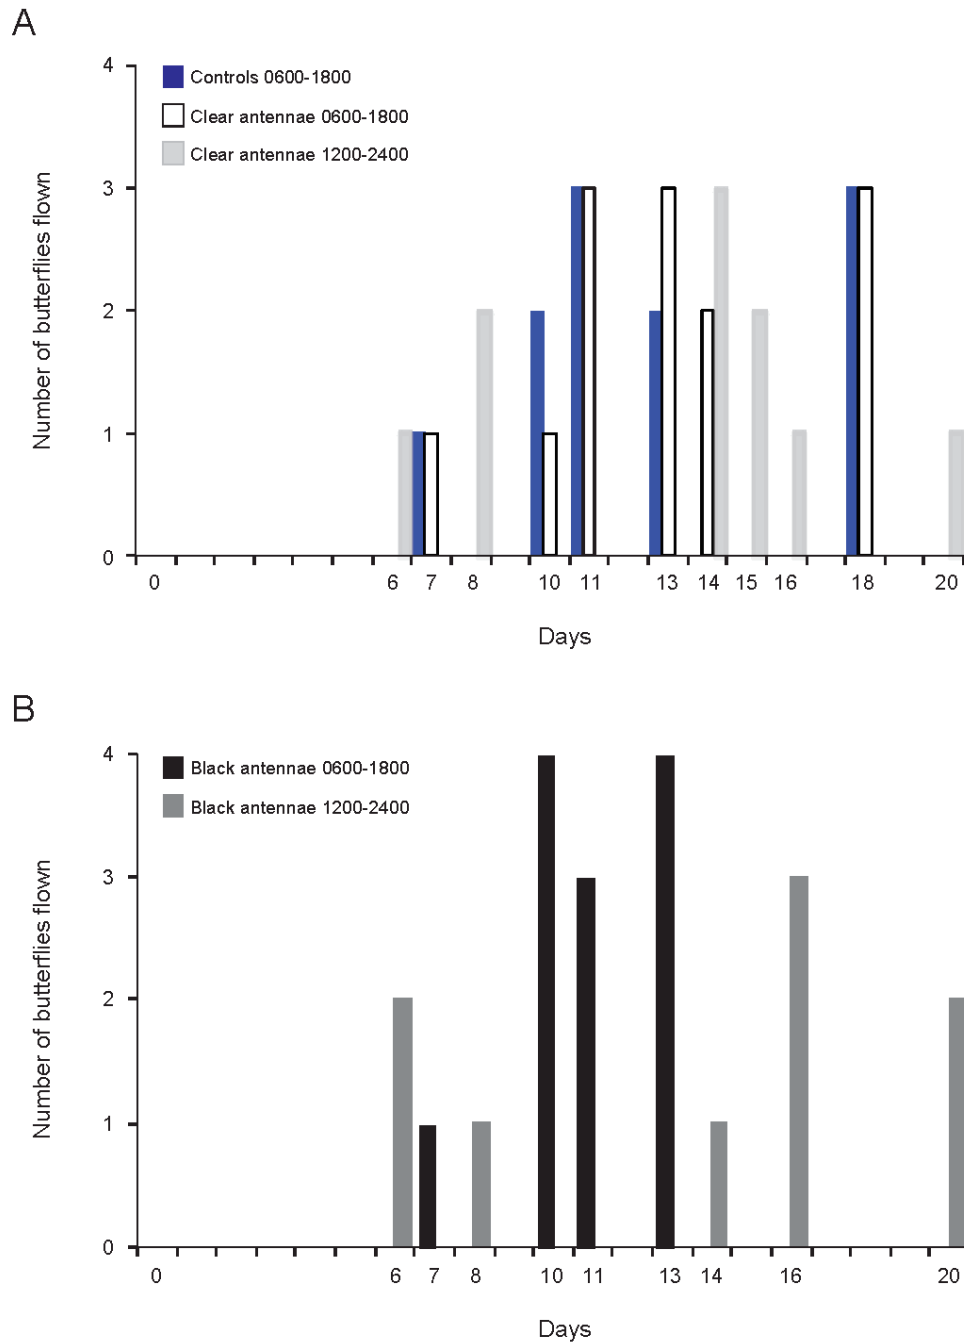 A
4
3
2
1
0
Number of butterflies flown
Controls 0600-1800
Clear antennae 0600-1800
Clear antennae 1200-2400
0 6 7 8 10 11 13 14 15 16 18 20
Days
B
4
3
2
1
0
Number of butterflies flown
Black antennae 0600-1800
Black antennae 1200-2400
0 6 7 8 10 11 13 14 16 20
Days